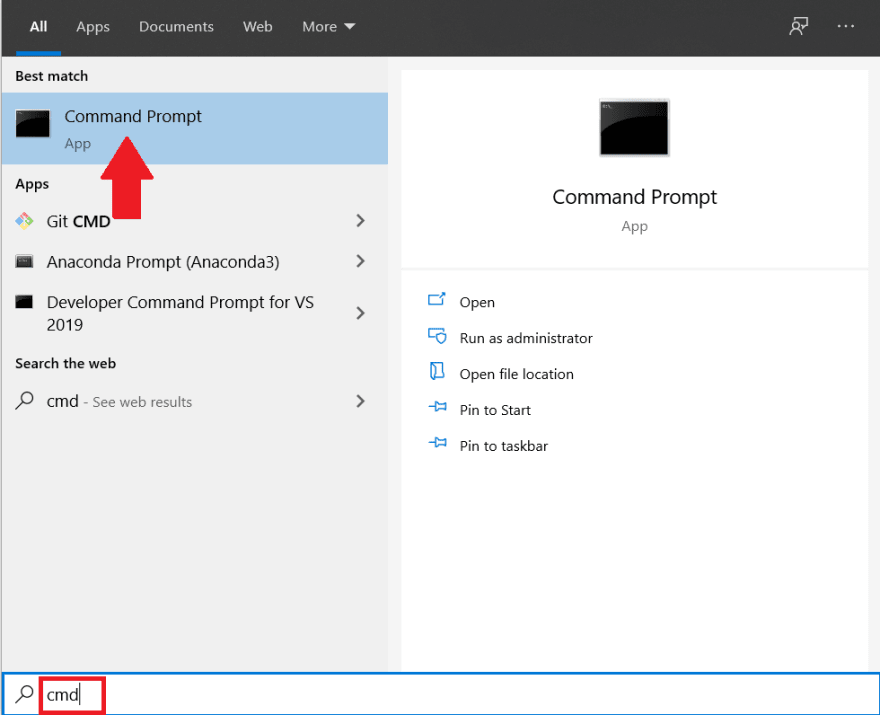 All Apps Documents Web More
Best match
Command Prompt
App
Apps
Git CMD
Anaconda Prompt (Anaconda3)
Developer Command Prompt for VS
2019
Search the web
cmd - See web results
Command Prompt
App
Open
Run as administrator
Open file location
Pin to Start
Pin to taskbar
cmd